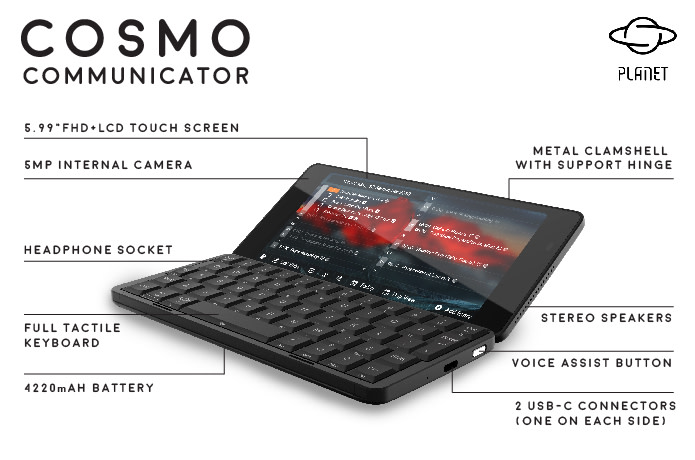 COSMO
COMMUNICATOR
PLANET
5.99"FHD+LCD TOUCH SCREEN
5MP INTERNAL CAMERA
METAL CLAMSHELL
WITH SUPPORT HINGE
HEADPHONE SOCKET
STEREO SPEAKERS
FULL TACTILE
KEYBOARD
VOICE ASSIST BUTTON
4220mAH BATTERY
2 USB-C CONNECTORS
(ONE ON EACH SIDE)